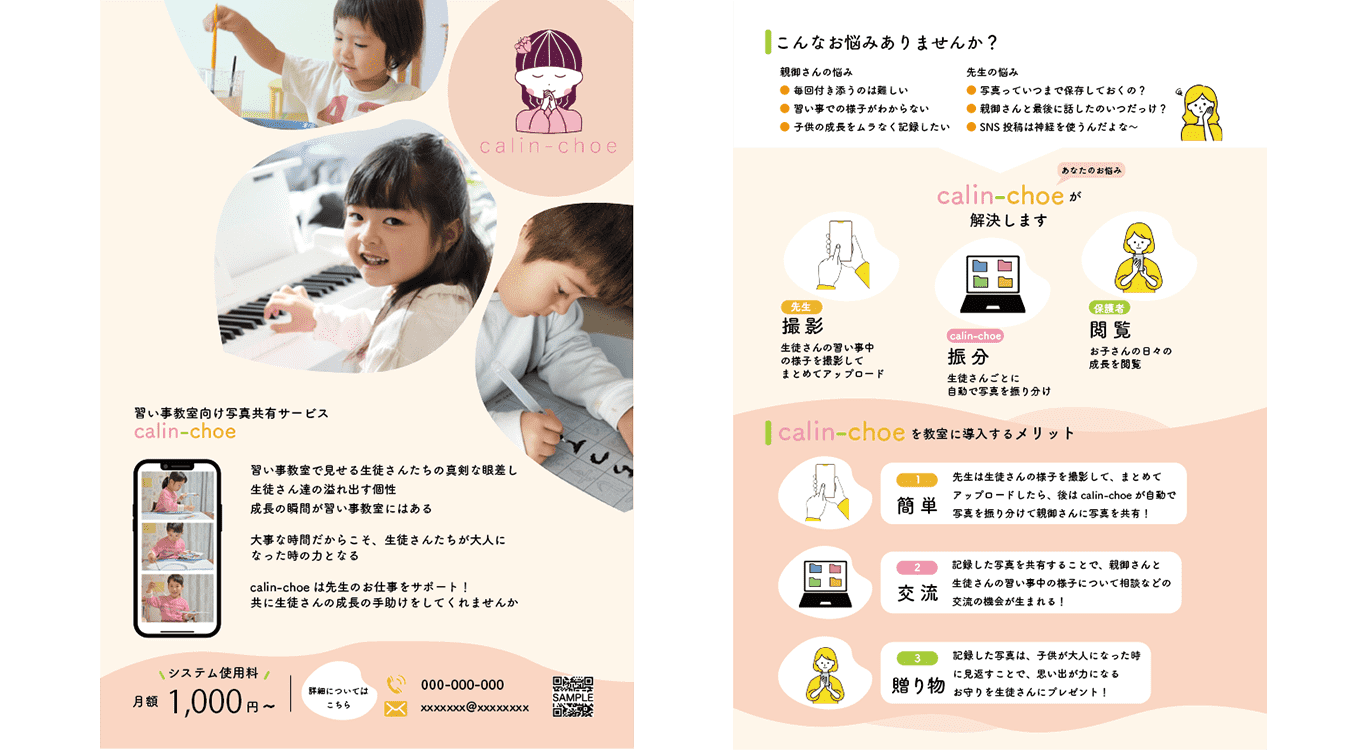 calin-choe
習い事教室向け写真共有サービス
calin-choe
習い事教室で見せる生徒さんたちの真剣な眼差し
生徒さん達の溢れ出す個性
成長の瞬間が習い事教室にはある
大事な時間だからこそ、生徒さんたちが大人に
なった時の力となる
calin-choe は先生のお仕事をサポート！
共に生徒さんの成長の手助けをしてくれませんか
システム使用料
月額 1,000円～
詳細については
こちら
000-000-000
xxxxxxx@xxxxxxxx
SAMPLE
こんなお悩みありませんか？
親御さんの悩み
毎回付き添うのは難しい
習い事での様子がわからない
子供の成長をムラなく記録したい
先生の悩み
写真っていつまで保存しておくの？
親御さんと最後に話したのいつだっけ？
SNS 投稿は神経を使うんだよな～
あなたのお悩み
calin-choe が
解決します
先生
撮影
生徒さんの習い事中
の様子を撮影して
まとめてアップロード
calin-choe
振分
生徒さんごとに
自動で写真を振り分け
保護者
閲覧
お子さんの日々の
成長を閲覧
calin-choe を教室に導入するメリット
1
簡単
先生は生徒さんの様子を撮影して、まとめて
アップロードしたら、後は calin-choe が自動で
写真を振り分けて親御さんに写真を共有！
2
交流
記録した写真を共有することで、親御さんと
生徒さんの習い事中の様子について相談などの
交流の機会が生まれる！
3
贈り物
記録した写真は、子供が大人になった時
に見返すことで、思い出が力になる
お守りを生徒さんにプレゼント！